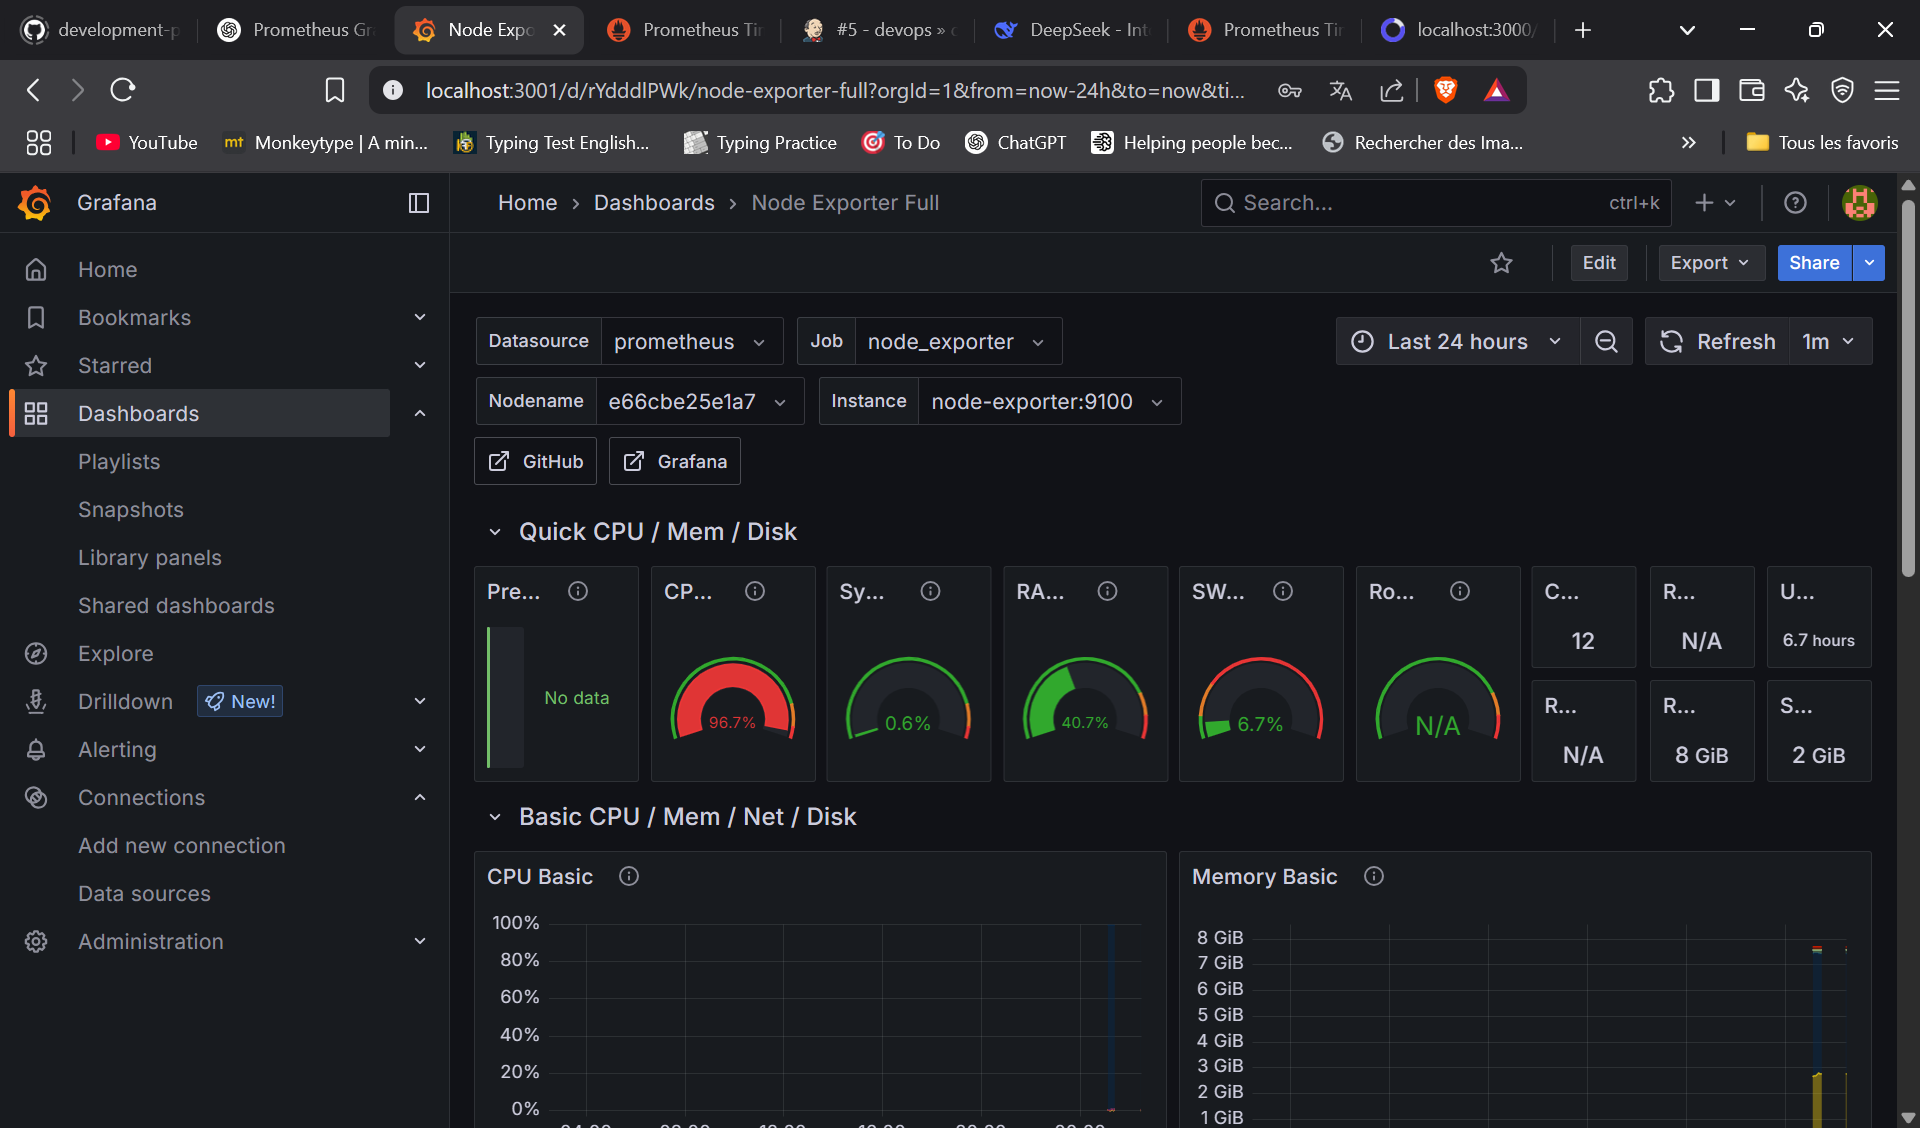 development-p
Prometheus Gr
Node Expo
Prometheus Tir
#5 - devops »
DeepSeek - Int
Prometheus Tir
localhost:3000/
localhost:3001/d/rYdddlPWk/node-exporter-full?orgId=1&from=now-24h&to=now&ti...
YouTube
mt Monkeytype | A min...
Typing Test English...
Typing Practice
To Do
ChatGPT
Helping people bec...
Rechercher des Ima...
Tous les favoris
Grafana
Home › Dashboards › Node Exporter Full
Search...
ctrl+k
Edit
Export
Share
Home
Bookmarks
Starred
Dashboards
Playlists
Snapshots
Library panels
Shared dashboards
Explore
Drilldown New!
Alerting
Connections
Add new connection
Data sources
Administration
Datasource prometheus
Job node_exporter
Last 24 hours
Refresh 1m
Nodename e66cbe25e1a7
Instance node-exporter:9100
GitHub
Grafana
Quick CPU / Mem / Disk
Pre...
No data
CP...
96.7%
Sy...
0.6%
RA...
40.7%
SW...
6.7%
Ro...
N/A
C...
12
R...
N/A
U...
6.7 hours
R...
N/A
R...
8 GiB
S...
2 GiB
Basic CPU / Mem / Net / Disk
CPU Basic
100%
80%
60%
40%
20%
0%
Memory Basic
8 GiB
7 GiB
6 GiB
5 GiB
4 GiB
3 GiB
2 GiB
1 GiB